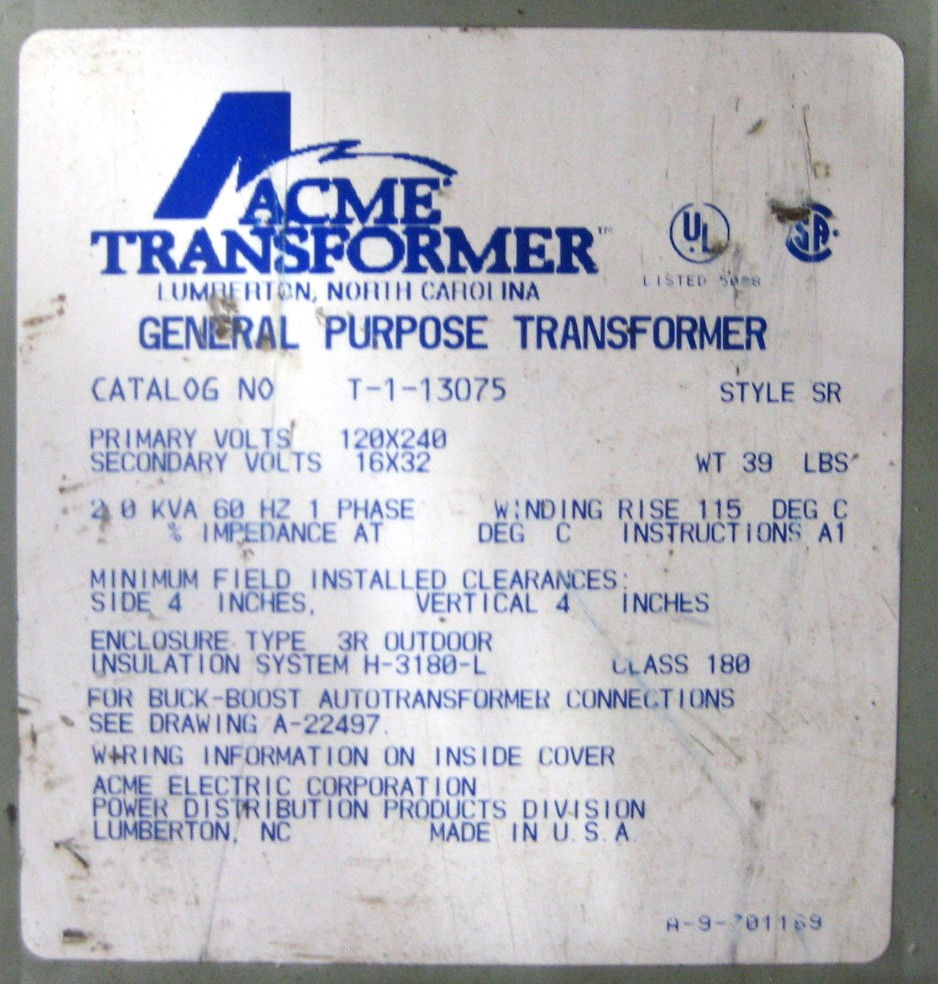 ACME
TRANSFORMER™
LUMBERTON, NORTH CAROLINA
UL
SA
LISTED
GENERAL PURPOSE TRANSFORMER
CATALOG NO T-1-13075 STYLE SR
PRIMARY VOLTS 120X240
SECONDARY VOLTS 16X32 WT 39 LBS
2.0 KVA 60 HZ 1 PHASE WINDING RISE 115 DEG C
% IMPEDANCE AT DEG C INSTRUCTIONS A1
MINIMUM FIELD INSTALLED CLEARANCES:
SIDE 4 INCHES, VERTICAL 4 INCHES
ENCLOSURE TYPE 3R OUTDOOR
INSULATION SYSTEM H-3180-L CLASS 180
FOR BUCK-BOOST AUTOTRANSFORMER CONNECTIONS
SEE DRAWING A-22497.
WIRING INFORMATION ON INSIDE COVER
ACME ELECTRIC CORPORATION
POWER DISTRIBUTION PRODUCTS DIVISION
LUMBERTON, NC MADE IN U.S.A.